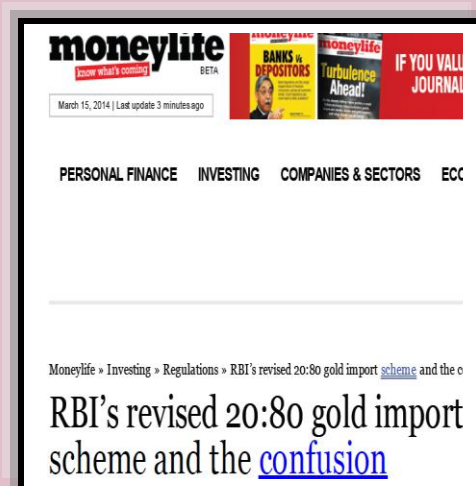 moneylife
know what's coming
BETA
March 15, 2014 | Last update 3 minutes ago
moneylife
BANKS Vs
DEPOSITORS
moneylife
Turbulence
Ahead!
IF YOU VALU
JOURNAL
PERSONAL FINANCE INVESTING COMPANIES & SECTORS ECC
Moneylife » Investing » Regulations » RBI's revised 20:80 gold import scheme and the c
RBI's revised 20:80 gold import
scheme and the confusion